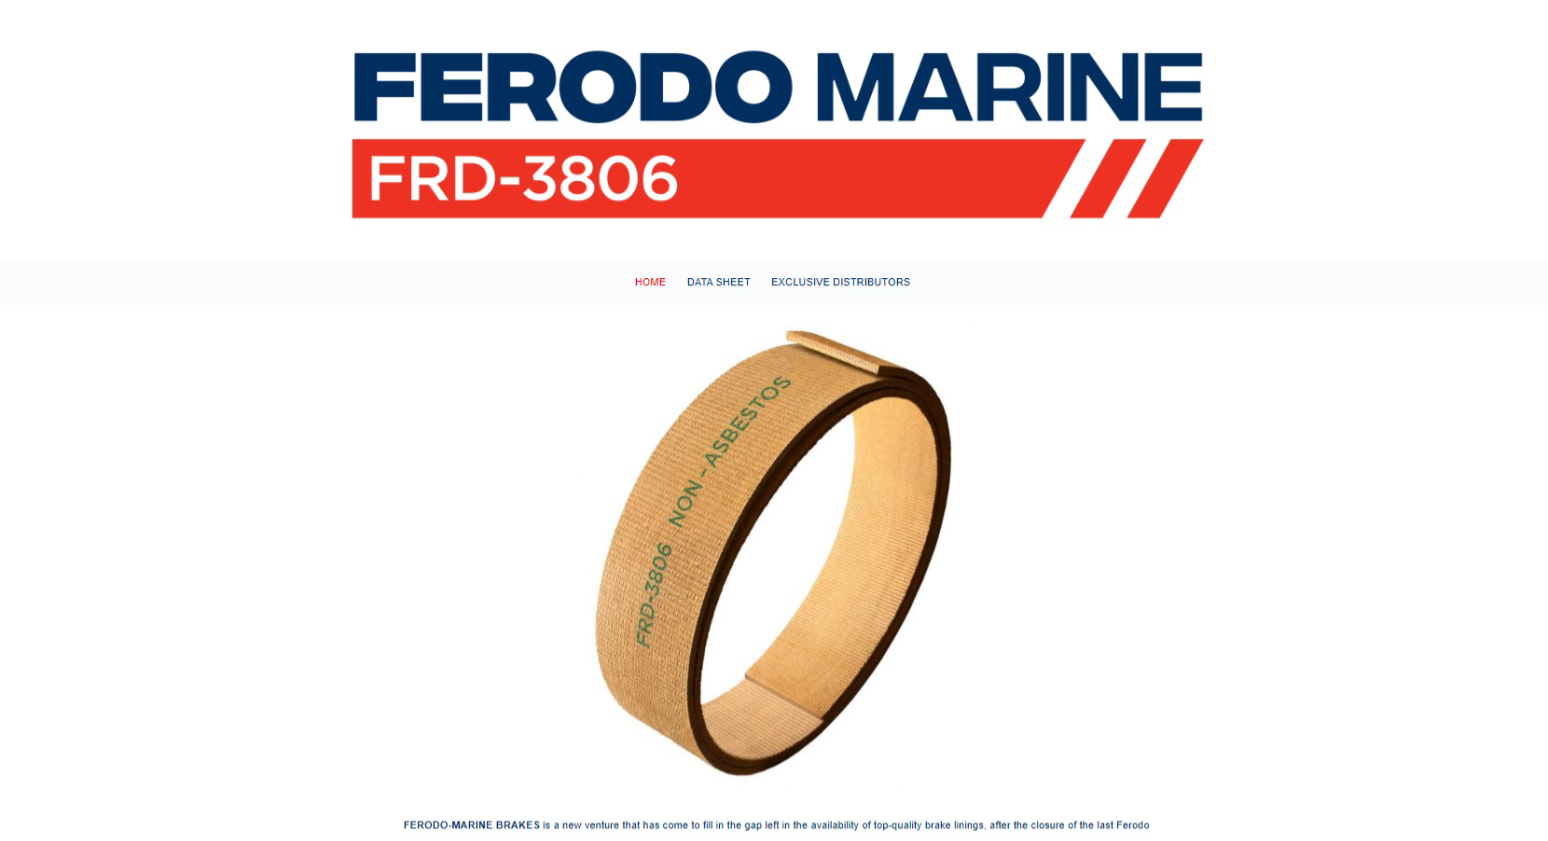 FERODO MARINE
FRD-3806
HOME DATA SHEET EXCLUSIVE DISTRIBUTORS
FRD-3806 NON-ASBESTOS
FERODO-MARINE BRAKES is a new venture that has come to fill in the gap left in the availability of top-quality brake linings, after the closure of the last Ferodo